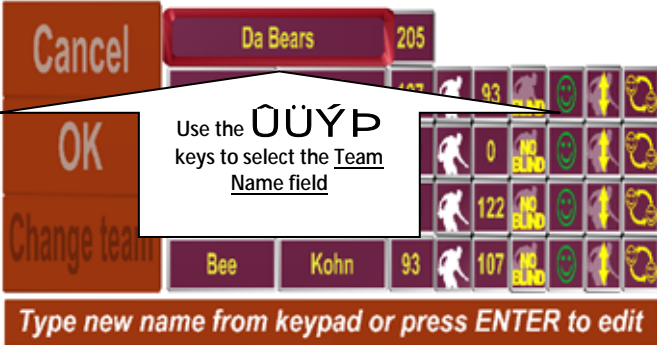 Cancel
Da Bears 205
93
NO BLIND
Use the ÛÜÝÞ
keys to select the Team
Name field
OK
0 NO BLIND
122 NO BLIND
Change team
Bee Kohn 93 107 NO BLIND
Type new name from keypad or press ENTER to edit